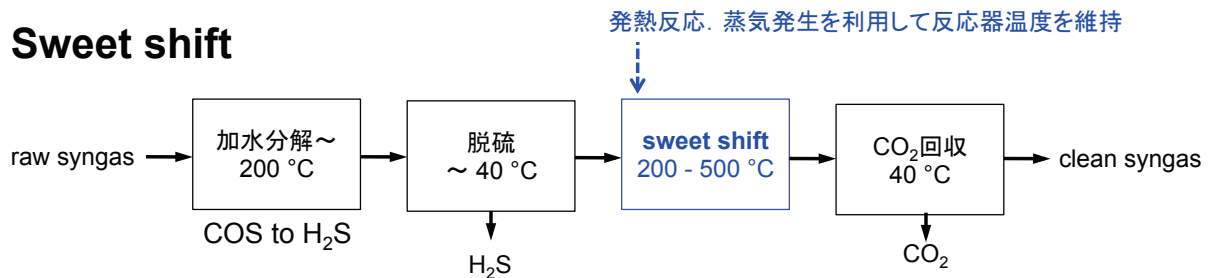 Sweet shift
発熱反応. 蒸気発生を利用して反応器温度を維持
raw syngas
加水分解～
200 °C
COS to H₂S
脱硫
～ 40 °C
H₂S
sweet shift
200 - 500 °C
CO₂回収
40 °C
CO₂
clean syngas